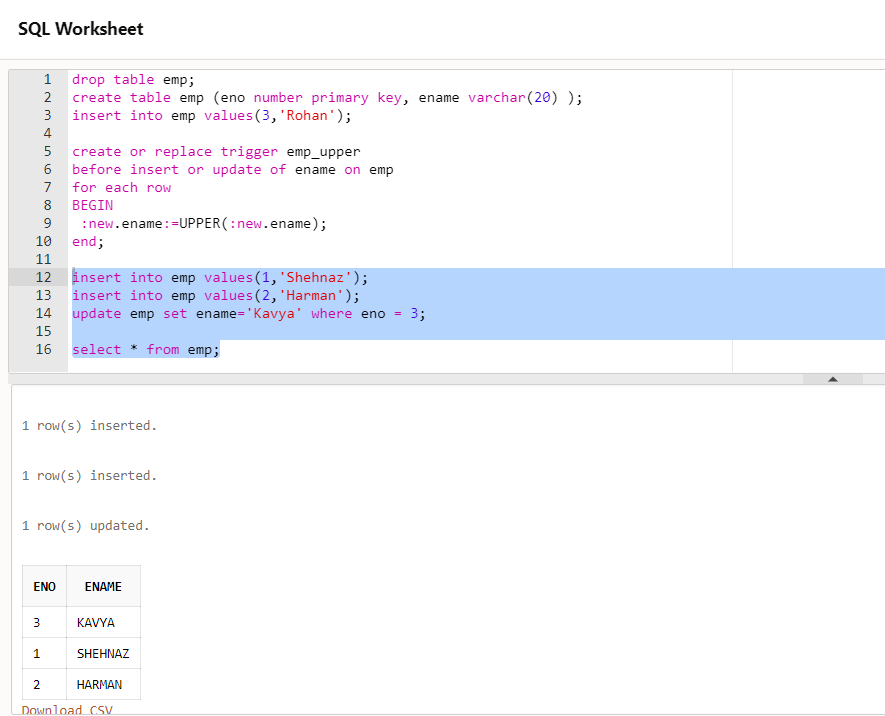 SQL Worksheet
1 drop table emp;
2 create table emp (eno number primary key, ename varchar(20) );
3 insert into emp values(3,'Rohan');
4
5 create or replace trigger emp_upper
6 before insert or update of ename on emp
7 for each row
8 BEGIN
9  :new.ename:=UPPER(:new.ename);
10 end;
11
12 insert into emp values(1,'Shehnaz');
13 insert into emp values(2,'Harman');
14 update emp set ename='Kavya' where eno = 3;
15
16 select * from emp;
1 row(s) inserted.
1 row(s) inserted.
1 row(s) updated.
ENO ENAME
3 KAVYA
1 SHEHNAZ
2 HARMAN
Download CSV